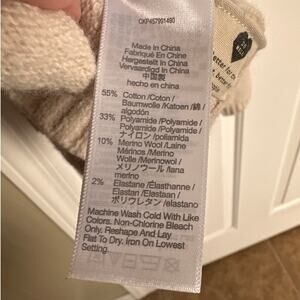 CKP457991490
Made In China
Fabriqué En Chine
Hergestellt In China
Vervaardigd In China
中国製
hecho en china
55% Cotton /Coton /
Baumwolle /Katoen /綿 /
algodón
33% Polyamide /Polyamide /
Polyamid /Polyamide /
ナイロン /poliamida
10% Merino Wool /Laine
Mérinos /Merino
Wolle /Merinowol /
メリノウール /lana
merino
2% Elastane /Élasthanne /
Elastan /Elastaan /
ポリウレタン /elastano
Machine Wash Cold With Like
Colors. Non-Chlorine Bleach
Only. Reshape And Lay
Flat To Dry. Iron On Lowest
Setting.